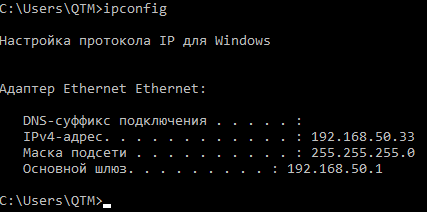 C:\Users\QTM>ipconfig
Настройка протокола IP для Windows
Адаптер Ethernet Ethernet:
DNS-суффикс подключения . . . . . :
IPv4-адрес. . . . . . . . . . . . : 192.168.50.33
Маска подсети . . . . . . . . . . : 255.255.255.0
Основной шлюз. . . . . . . . . : 192.168.50.1
C:\Users\QTM>